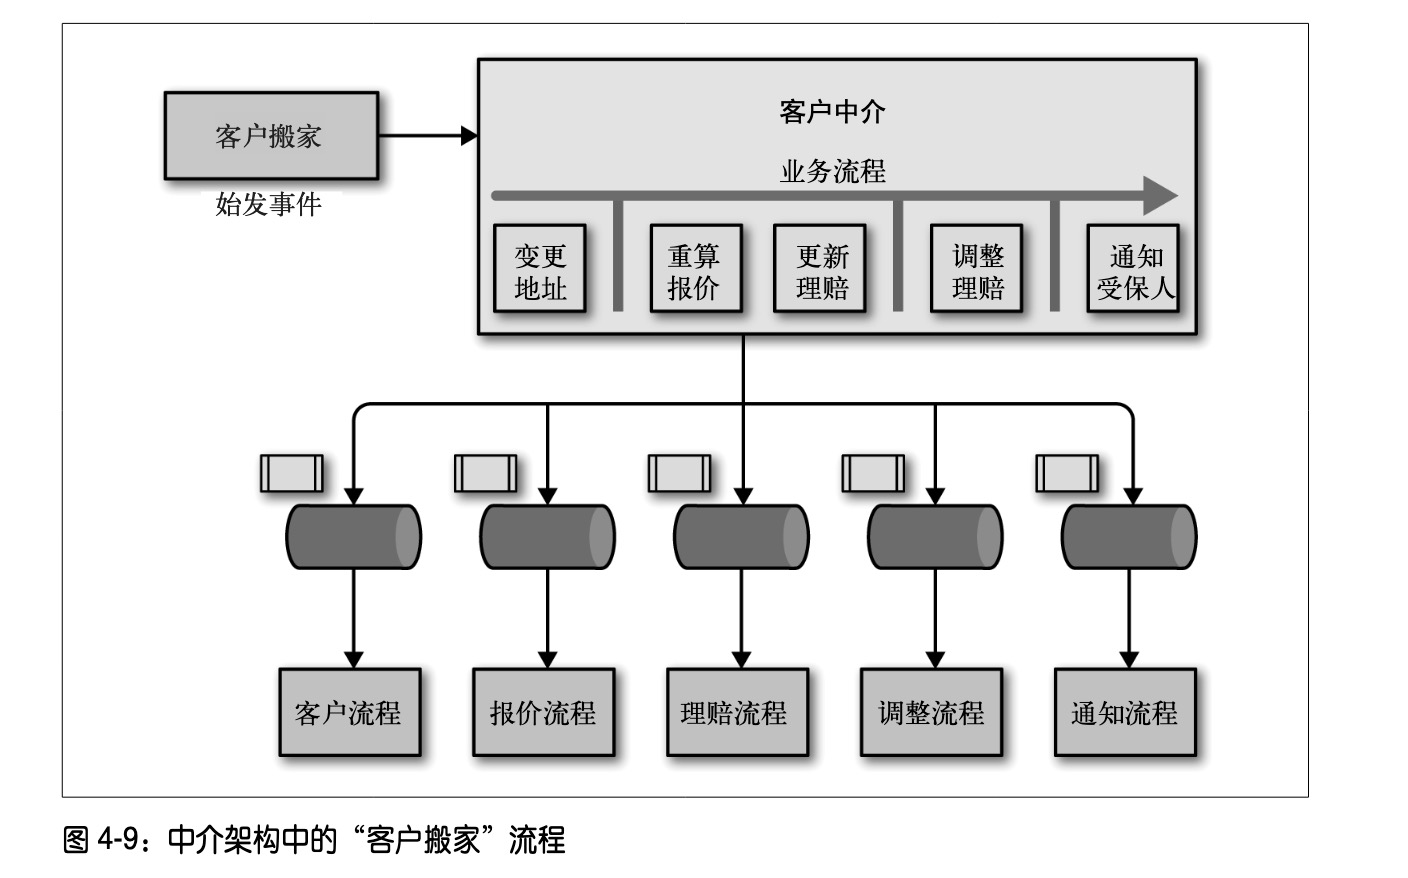 客户中介
客户搬家
始发事件
业务流程
变更
地址
重算
报价
更新
理赔
调整
理赔
通知
受保人
客户流程
报价流程
理赔流程
调整流程
通知流程
图 4-9：中介架构中的“客户搬家”流程